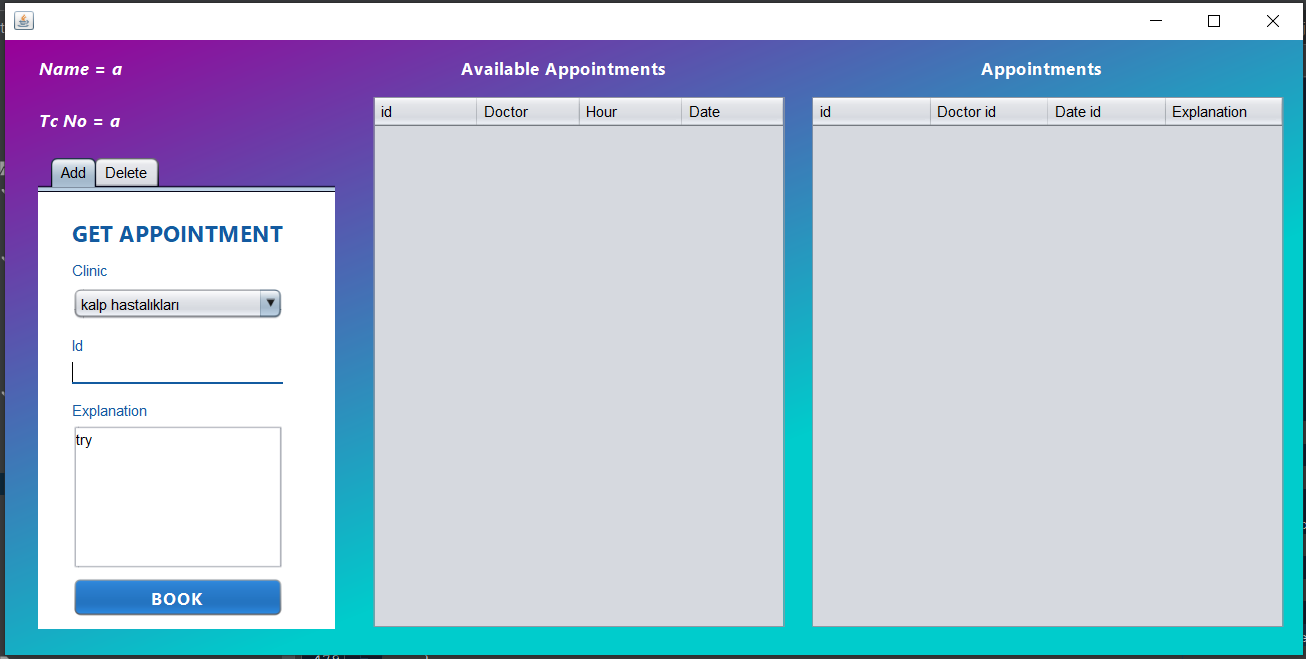 Name = a
Tc No = a
Add Delete
GET APPOINTMENT
Clinic
kalp hastalıkları
Id
Explanation
try
BOOK
Available Appointments
id Doctor Hour Date
Appointments
id Doctor id Date id Explanation